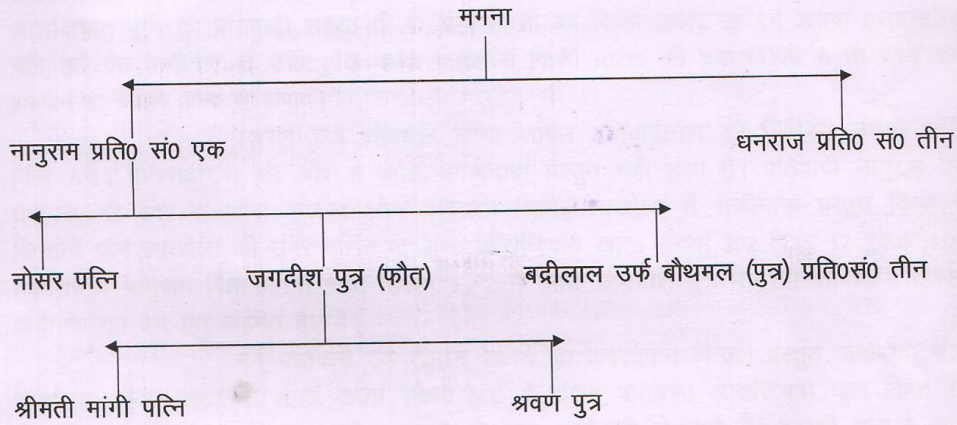 मगना
नानुराम प्रति0 सं0 एक धनराज प्रति0 सं0 तीन
नोसर पत्नि जगदीश पुत्र (फौत) बद्रीलाल उर्फ बौथमल (पुत्र) प्रति0सं0 तीन
श्रीमती मांगी पत्नि श्रवण पुत्र